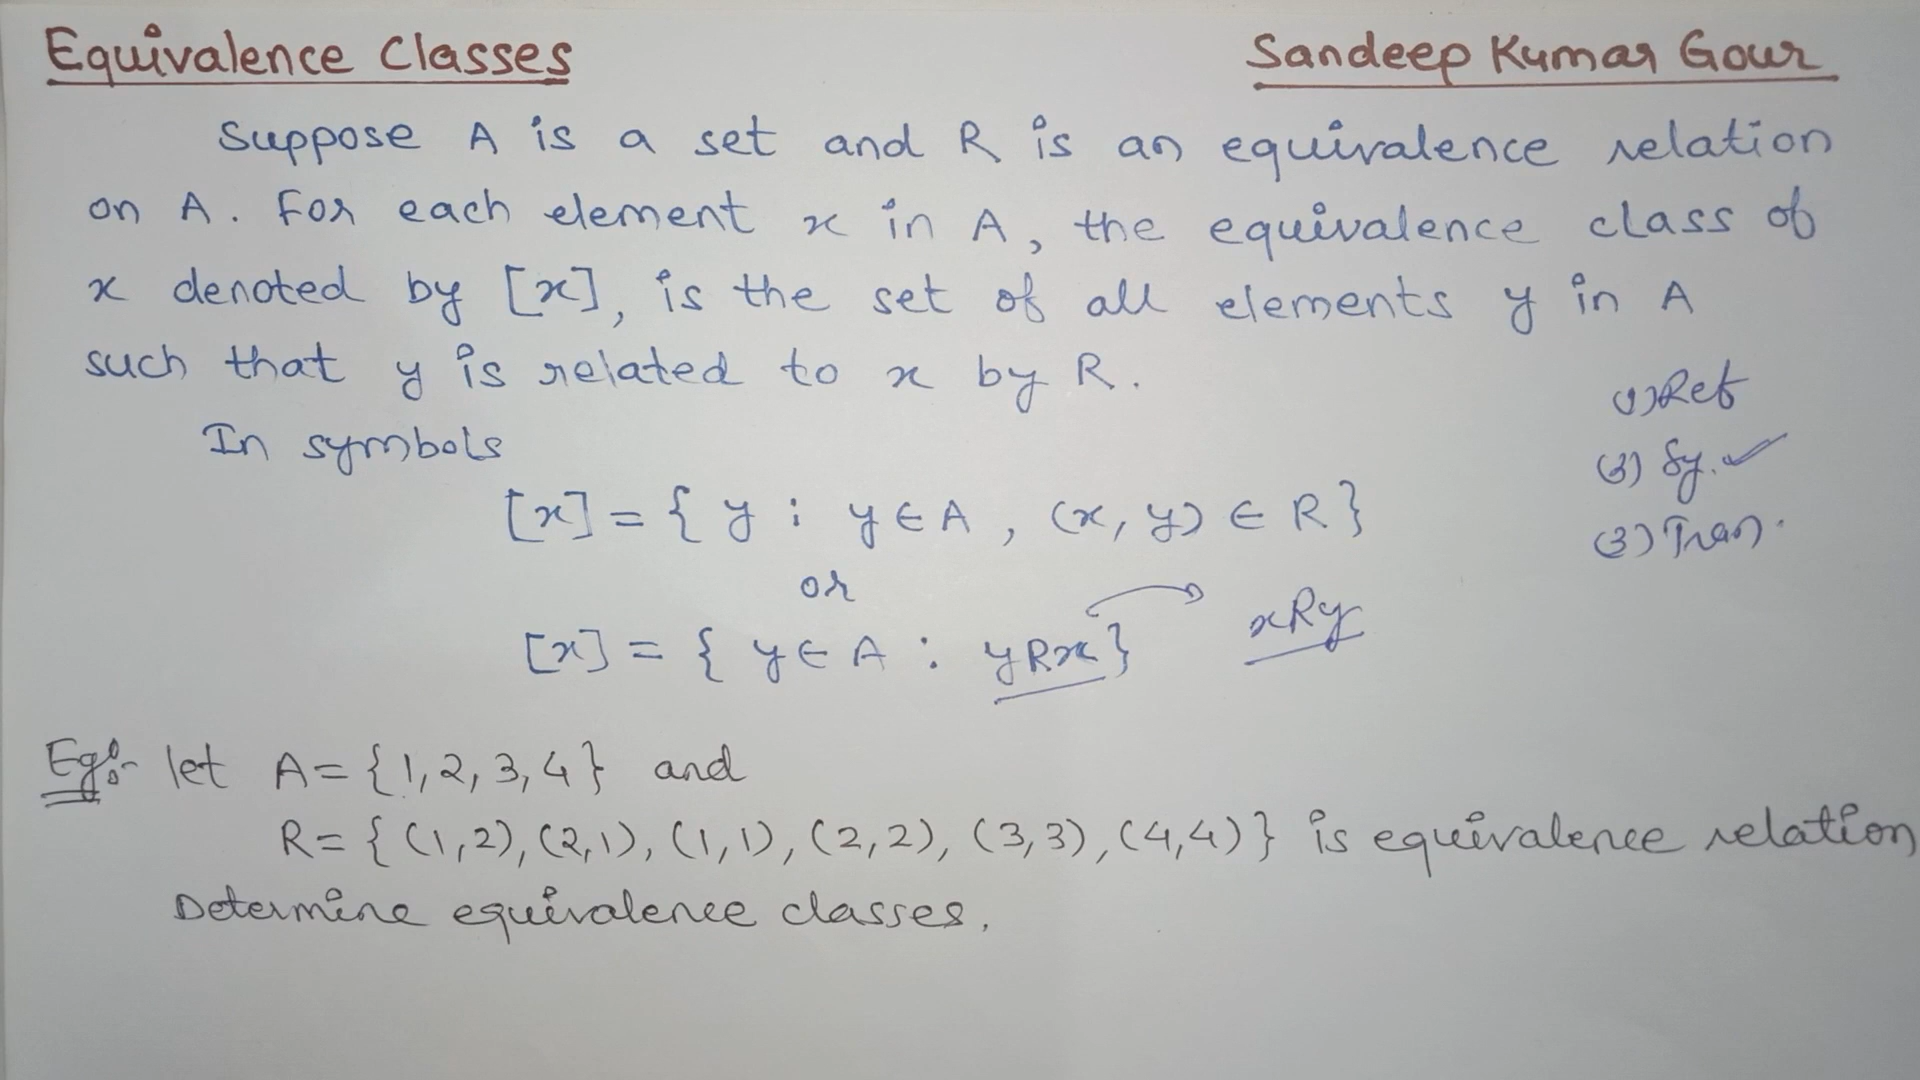 Equivalence Classes
Sandeep Kumar Gour
Suppose A is a set and R is an equivalence relation
on A. For each element x in A, the equivalence class of
x denoted by [x], is the set of all elements y in A
such that y is related to x by R.
In symbols
[x] = { y : y ∈ A , (x, y) ∈ R }
or
[x] = { y ∈ A : yRx }
xRy
(1) Ref
(3) Sy. ✓
(3) Tran.
Eg:- let A = {1, 2, 3, 4} and
R = { (1,2), (2,1), (1,1), (2,2), (3,3), (4,4) } is equivalence relation
Determine equivalence classes.